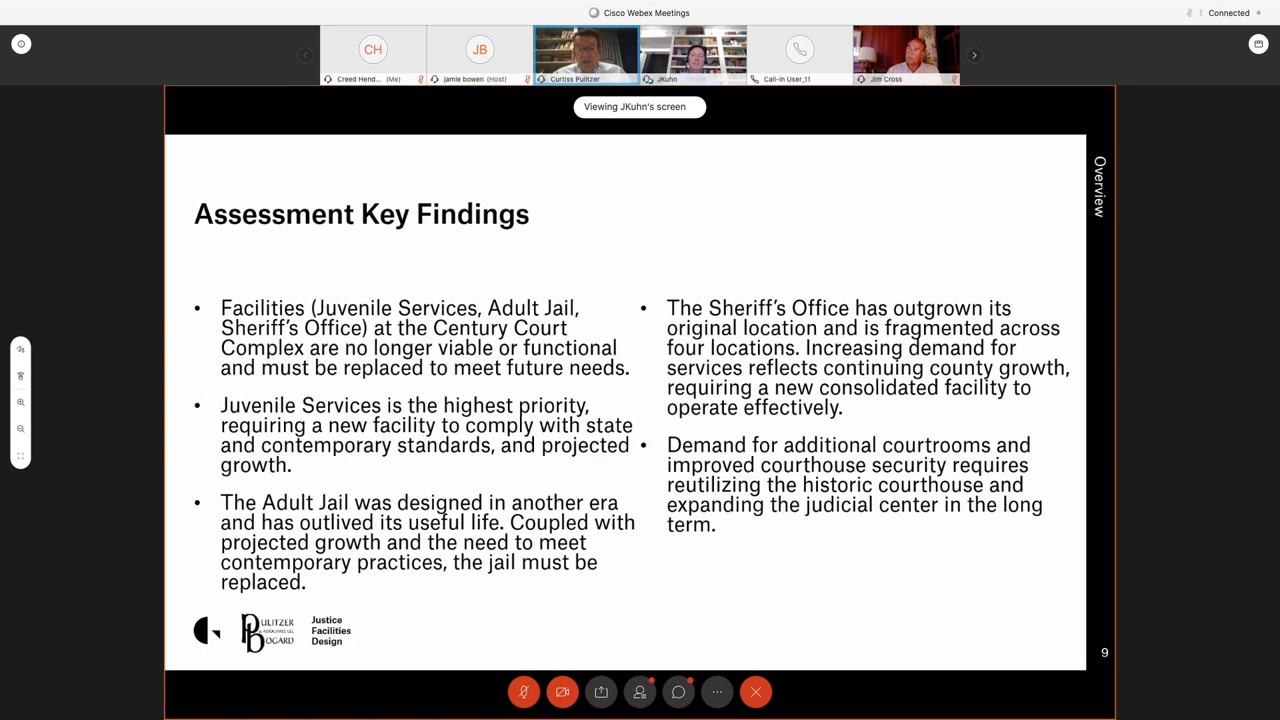 Cisco Webex Meetings
Connected
CH
JB
Creed Hend... (Me)
jamie bowen (Host)
Curtiss Pulitzer
JKuhn
Call-in User_11
Jim Cross
Viewing JKuhn's screen
Overview
Assessment Key Findings
• Facilities (Juvenile Services, Adult Jail,
Sheriff's Office) at the Century Court
Complex are no longer viable or functional
and must be replaced to meet future needs.
• Juvenile Services is the highest priority,
requiring a new facility to comply with state
and contemporary standards, and projected
growth.
• The Adult Jail was designed in another era
and has outlived its useful life. Coupled with
projected growth and the need to meet
contemporary practices, the jail must be
replaced.
• The Sheriff's Office has outgrown its
original location and is fragmented across
four locations. Increasing demand for
services reflects continuing county growth,
requiring a new consolidated facility to
operate effectively.
• Demand for additional courtrooms and
improved courthouse security requires
reutilizing the historic courthouse and
expanding the judicial center in the long
term.
PULITZER
BOGARD
Justice
Facilities
Design
9